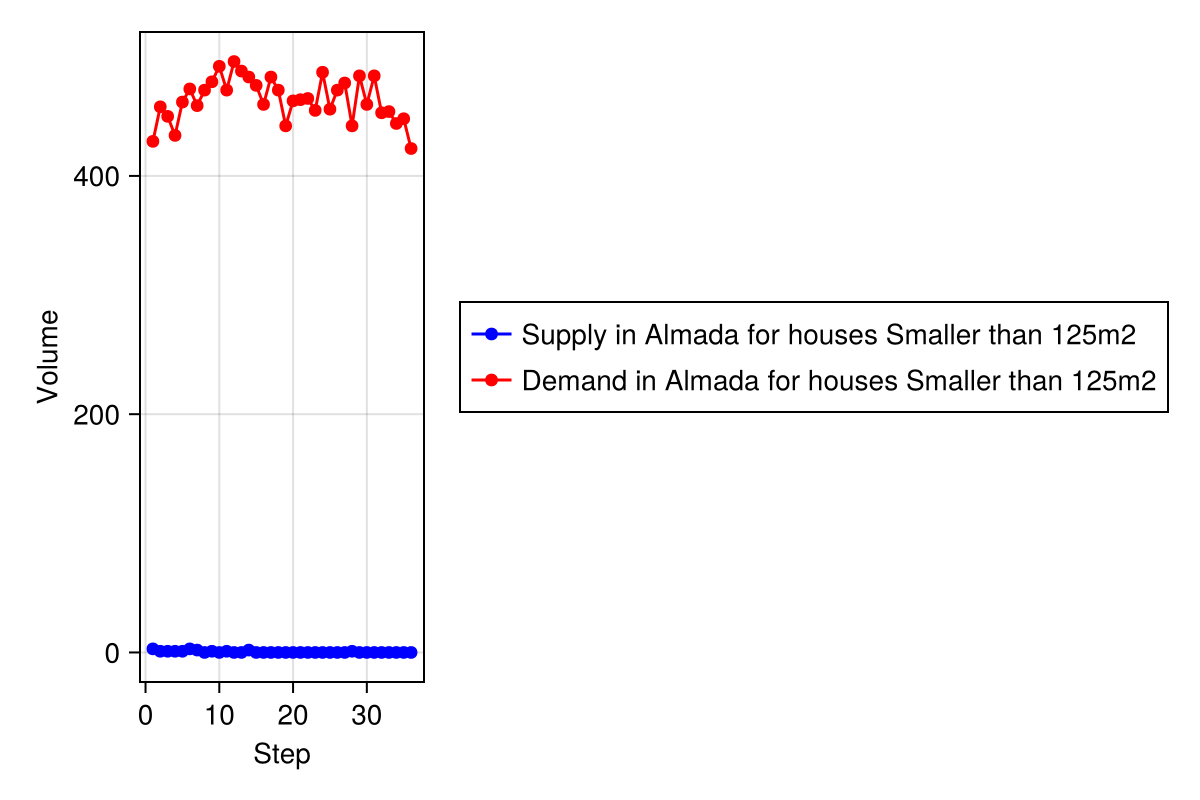 Volume
400
200
0
0 10 20 30
Step
Supply in Almada for houses Smaller than 125m2
Demand in Almada for houses Smaller than 125m2